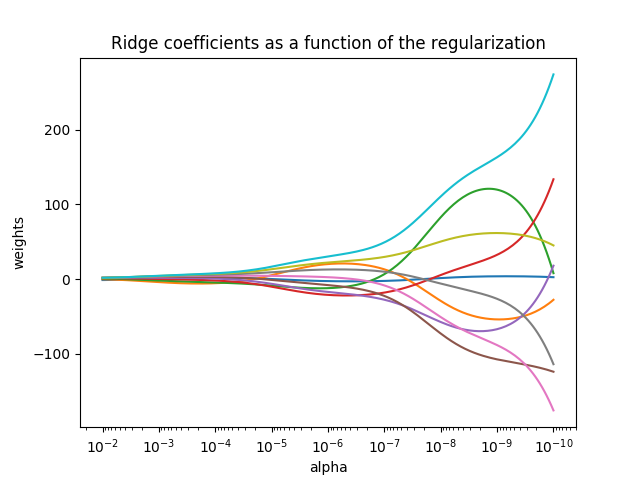 Ridge coefficients as a function of the regularization
weights
200
100
0
−100
10⁻² 10⁻³ 10⁻⁴ 10⁻⁵ 10⁻⁶ 10⁻⁷ 10⁻⁸ 10⁻⁹ 10⁻¹⁰
alpha